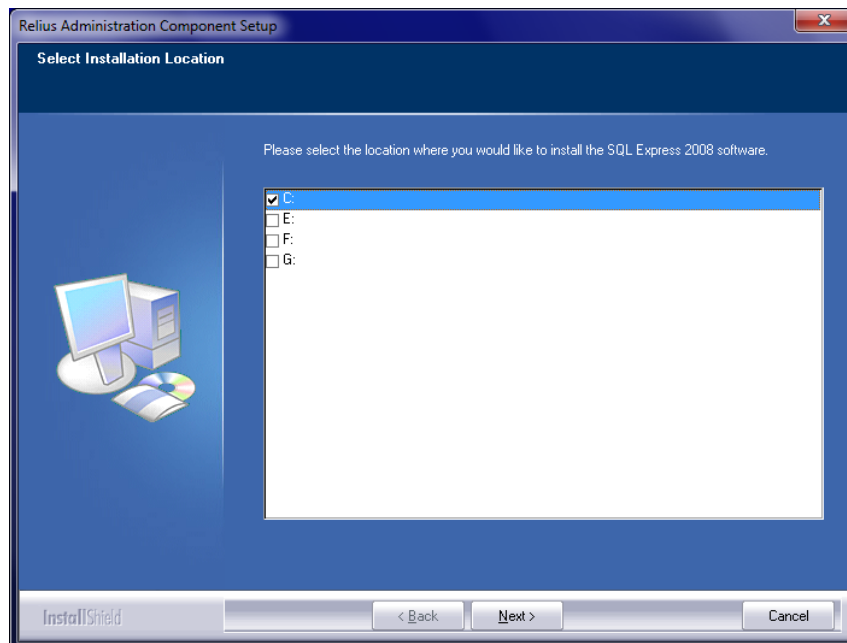 Relius Administration Component Setup
Select Installation Location
Please select the location where you would like to install the SQL Express 2008 software.
C:
E:
F:
G:
InstallShield
< Back
Next >
Cancel